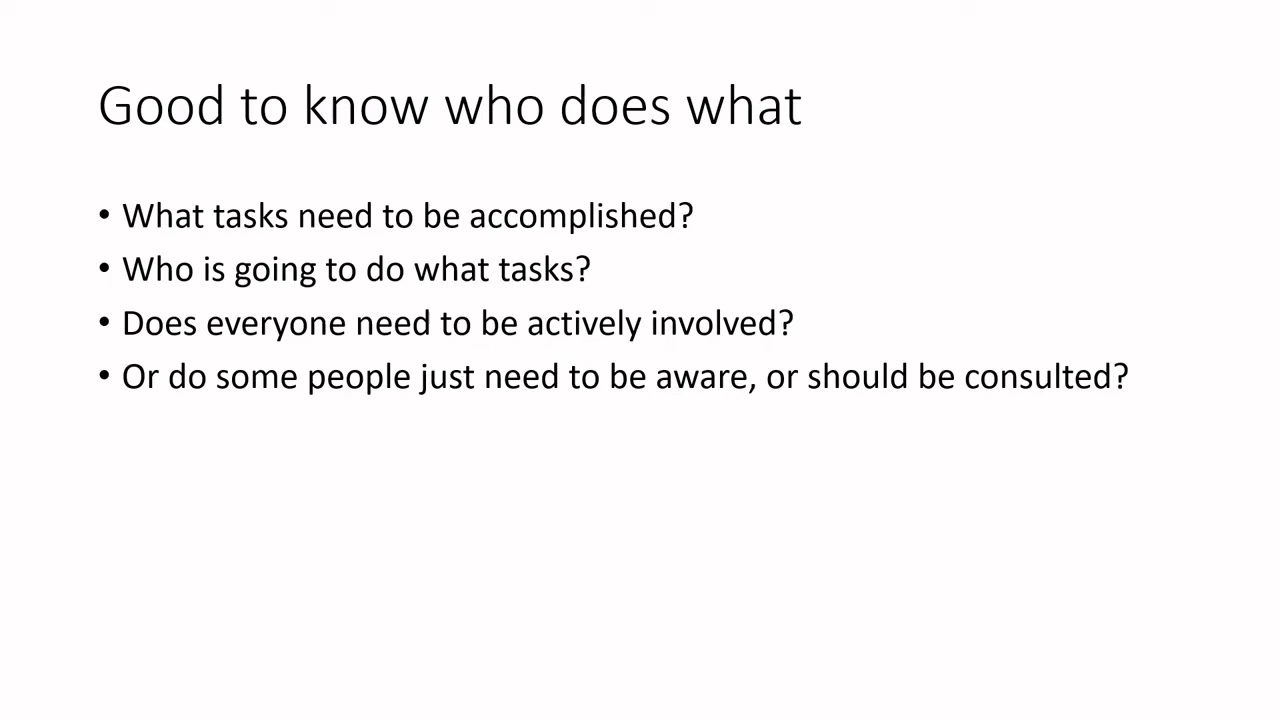 Good to know who does what
• What tasks need to be accomplished?
• Who is going to do what tasks?
• Does everyone need to be actively involved?
• Or do some people just need to be aware, or should be consulted?